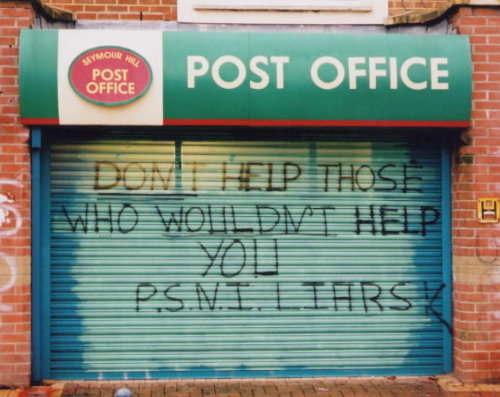 SEYMOUR HILL
POST
OFFICE
POST OFFICE
DON'T HELP THOSE
WHO WOULDN'T HELP
YOU
P.S.N.I. LIARS